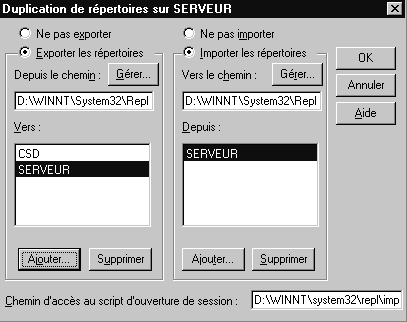 Duplication de répertoires sur SERVEUR
Ne pas exporter
Ne pas importer
Exporter les répertoires
Importer les répertoires
OK
Depuis le chemin :
Gérer...
Vers le chemin :
Gérer...
Annuler
D:\WINNT\System32\Repl
D:\WINNT\System32\Repl
Aide
Vers :
Depuis :
CSD
SERVEUR
SERVEUR
Ajouter...
Supprimer
Ajouter...
Supprimer
Chemin d'accès au script d'ouverture de session :
D:\WINNT\system32\repl\imp